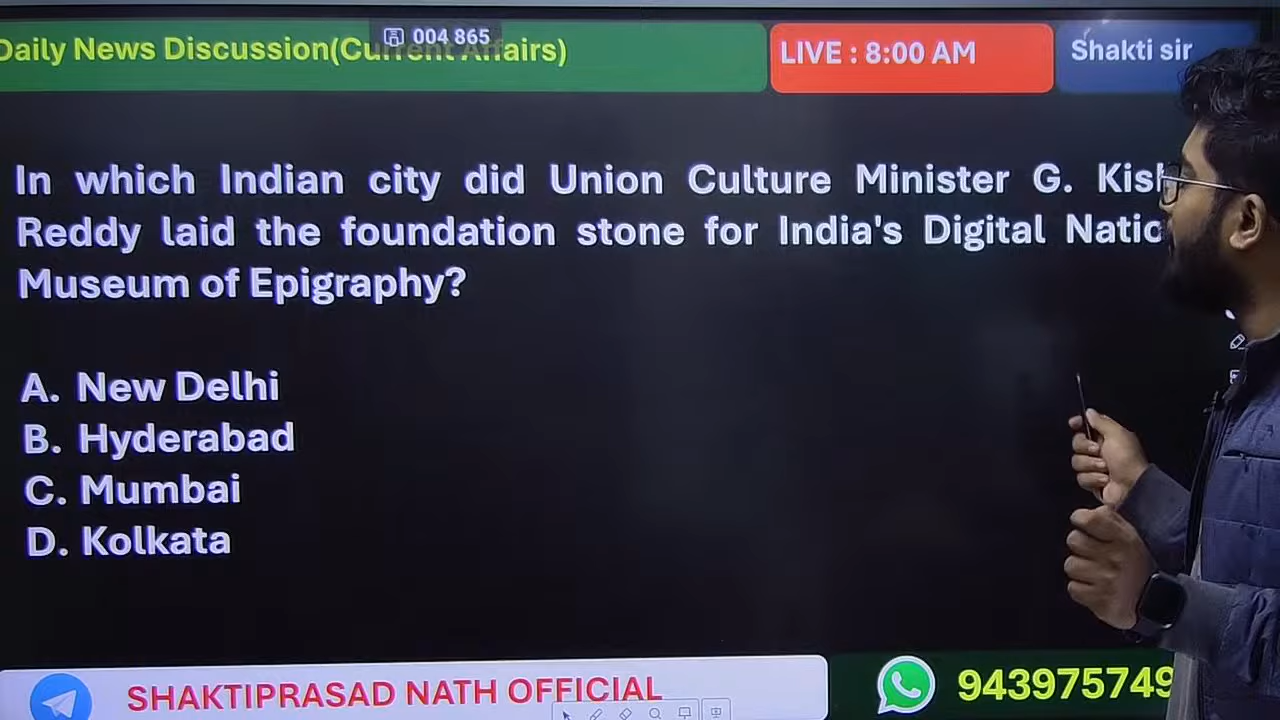 Daily News Discussion(Current Affairs)
004 865
LIVE : 8:00 AM
Shakti sir
In which Indian city did Union Culture Minister G.
Reddy laid the foundation stone for India's Digital
Museum of Epigraphy?
A. New Delhi
B. Hyderabad
C. Mumbai
D. Kolkata
SHAKTIPRASAD NATH OFFICIAL
943975749